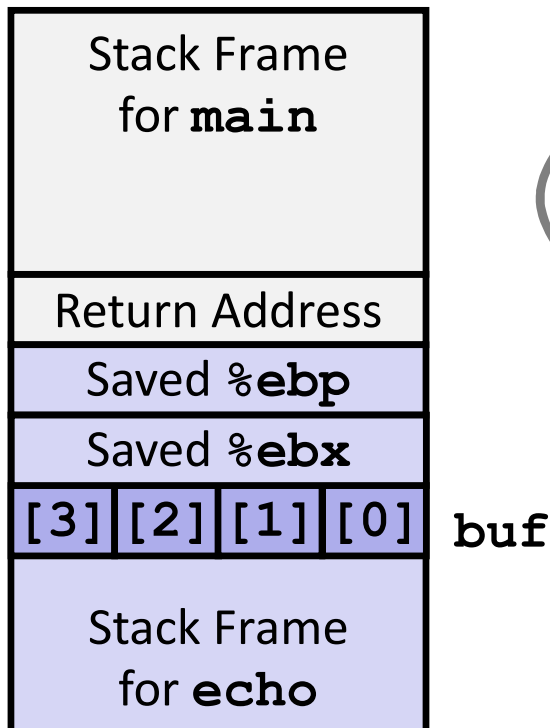 Stack Frame
for main
Return Address
Saved %ebp
Saved %ebx
[3] [2] [1] [0] buf
Stack Frame
for echo